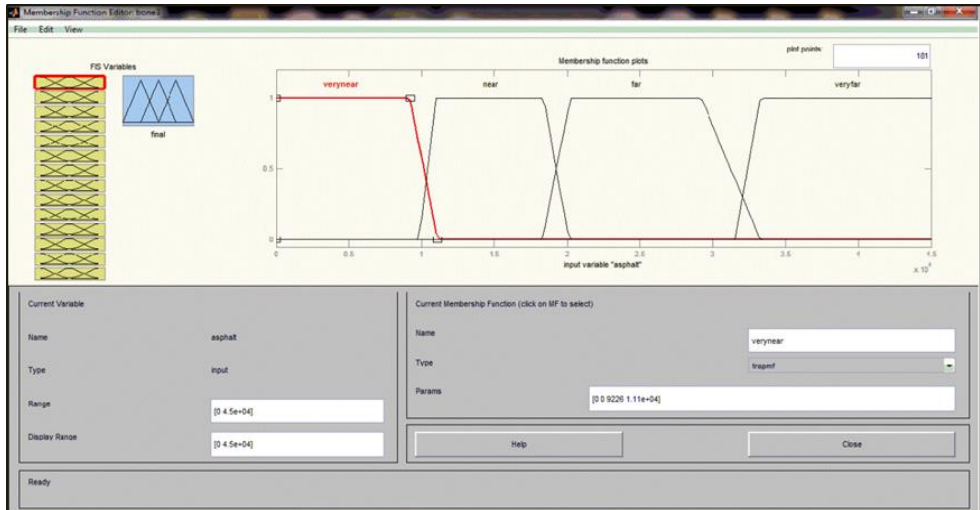 Membership Function Editor: bone3
File Edit View
FIS Variables
final
plot points:
181
Membership function plots
verynear near far veryfar
1
0.5
0
0 0.5 1 1.5 2 2.5 3 3.5 4 4.5
x 10^4
input variable "asphalt"
Current Variable
Name asphalt
Type input
Range [0 4.5e+04]
Display Range [0 4.5e+04]
Current Membership Function (click on MF to select)
Name verynear
Type trapmf
Params [0 0 9226 1.11e+04]
Help Close
Ready